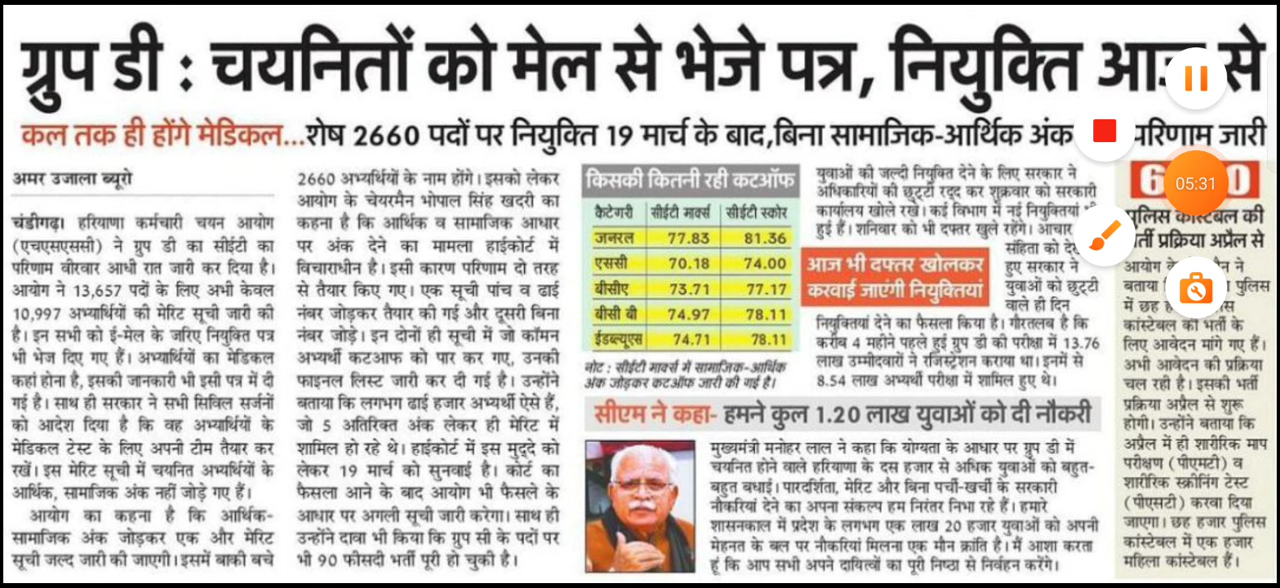 ग्रुप डी : चयनितों को मेल से भेजे पत्र, नियुक्ति से
कल तक ही होंगे मेडिकल...शेष 2660 पदों पर नियुक्ति 19 मार्च के बाद,बिना सामाजिक-आर्थिक अंक परिणाम जारी
अमर उजाला ब्यूरो
चंडीगढ़। हरियाणा कर्मचारी चयन आयोग
(एचएसएससी) ने ग्रुप डी का सीईटी का
परिणाम वीरवार आधी रात जारी कर दिया है।
आयोग ने 13,657 पदों के लिए अभी केवल
10,997 अभ्यार्थियों की मेरिट सूची जारी की
है। इन सभी को ई-मेल के जरिए नियुक्त पत्र
भी भेज दिए गए हैं। अभ्यार्थियों का मेडिकल
कहां होना है, इसकी जानकारी भी इसी पत्र में दी
गई है। साथ ही सरकार ने सभी सिविल सर्जनों
को आदेश दिया है कि वह अभ्यार्थियों के
मेडिकल टेस्ट के लिए अपनी टीम तैयार कर
रखें। इस मेरिट सूची में चयनित अभ्यर्थियों के
आर्थिक, सामाजिक अंक नहीं जोड़े गए हैं।
आयोग का कहना है कि आर्थिक-
सामाजिक अंक जोड़कर एक और मेरिट
सूची जल्द जारी की जाएगी। इसमें बाकी बचे
2660 अभ्यर्थियों के नाम होंगे। इसको लेकर
आयोग के चेयरमैन भोपाल सिंह खदरी का
कहना है कि आर्थिक व सामाजिक आधार
पर अंक देने का मामला हाईकोर्ट में
विचाराधीन है। इसी कारण परिणाम दो तरह
से तैयार किए गए। एक सूची पांच व ढाई
नंबर जोड़कर तैयार की गई और दूसरी बिना
नंबर जोड़े। इन दोनों ही सूची में जो कॉमन
अभ्यर्थी कटआफ को पार कर गए, उनकी
फाइनल लिस्ट जारी कर दी गई है। उन्होंने
बताया कि लगभग ढाई हजार अभ्यर्थी ऐसे हैं,
जो 5 अतिरिक्त अंक लेकर ही मेरिट में
शामिल हो रहे थे। हाईकोर्ट में इस मुद्दे को
लेकर 19 मार्च को सुनवाई है। कोर्ट का
फैसला आने के बाद आयोग भी फैसले के
आधार पर अगली सूची जारी करेगा। साथ ही
उन्होंने दावा भी किया कि ग्रुप सी के पदों पर
भी 90 फीसदी भर्ती पूरी हो चुकी है।
किसकी कितनी रही कटऑफ
कैटेगरी सीईटी मार्क्स सीईटी स्कोर
जनरल 77.83 81.36
एससी 70.18 74.00
बीसीए 73.71 77.17
बीसी बी 74.97 78.11
ईडब्ल्यूएस 74.71 78.11
नोट : सीईटी मार्क्स में सामाजिक-आर्थिक
अंक जोड़कर कटऑफ जारी की गई है।
युवाओं की जल्दी नियुक्ति देने के लिए सरकार ने
अधिकारियों की छुट्टी रद्द कर शुक्रवार को सरकारी
कार्यालय खोले रखे। कई विभाग में नई नियुक्तियां
हुई हैं। शनिवार को भी दफ्तर खुले रहेंगे। आचार
संहिता को
हुए सरकार ने
युवाओं को छुट्टी
वाले ही दिन
आज भी दफ्तर खोलकर
करवाई जाएंगी नियुक्तियां
नियुक्तियां देने का फैसला किया है। गौरतलब है कि
करीब 4 महीने पहले हुई ग्रुप डी की परीक्षा में 13.76
लाख उम्मीदवारों ने रजिस्ट्रेशन कराया था। इनमें से
8.54 लाख अभ्यर्थी परीक्षा में शामिल हुए थे।
सीएम ने कहा- हमने कुल 1.20 लाख युवाओं को दी नौकरी
मुख्यमंत्री मनोहर लाल ने कहा कि योग्यता के आधार पर ग्रुप डी में
चयनित होने वाले हरियाणा के दस हजार से अधिक युवाओं को बहुत-
बहुत बधाई। पारदर्शिता, मेरिट और बिना पर्ची-खर्ची के सरकारी
नौकरियां देने का अपना संकल्प हम निरंतर निभा रहे हैं। हमारे
शासनकाल में प्रदेश के लगभग एक लाख 20 हजार युवाओं को अपनी
मेहनत के बल पर नौकरियां मिलना एक मौन क्रांति है। मैं आशा करता
हूं कि आप सभी अपने दायित्वों का पूरी निष्ठा से निर्वहन करेंगे।
05:31
पुलिस कांस्टेबल की
प्रक्रिया अप्रैल से
आयोग ने
बताया पुलिस
में छह
कांस्टेबल की भर्ती के
लिए आवेदन मांग गए हैं।
अभी आवेदन की प्रक्रिया
चल रही है। इसकी भर्ती
प्रक्रिया अप्रैल से शुरू
होगी। उन्होंने बताया कि
अप्रैल में ही शारीरिक माप
परीक्षण (पीएमटी) व
शारीरिक स्क्रीनिंग टेस्ट
(पीएसटी) करवा दिया
जाएगा। छह हजार पुलिस
कांस्टेबल में एक हजार
महिला कांस्टेबल हैं।